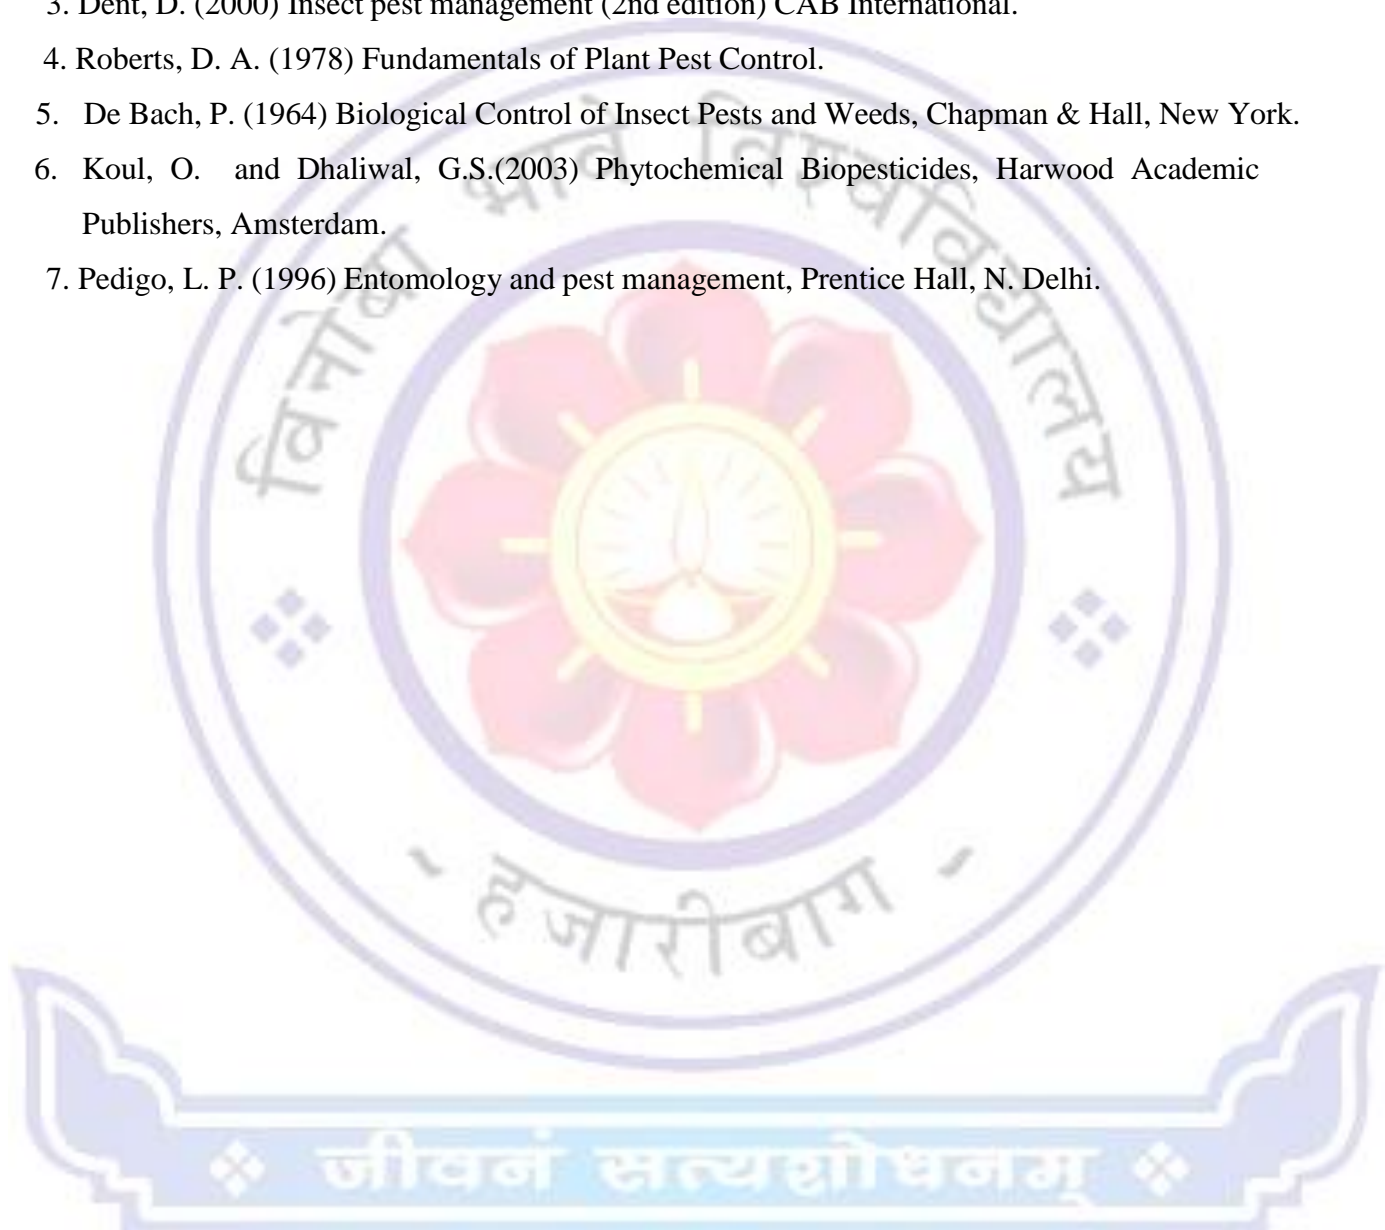 3. Dent, D. (2000) Insect pest management (2nd edition) CAB International.
4. Roberts, D. A. (1978) Fundamentals of Plant Pest Control.
5. De Bach, P. (1964) Biological Control of Insect Pests and Weeds, Chapman & Hall, New York.
6. Koul, O. and Dhaliwal, G.S.(2003) Phytochemical Biopesticides, Harwood Academic
Publishers, Amsterdam.
7. Pedigo, L. P. (1996) Entomology and pest management, Prentice Hall, N. Delhi.
विनोबा भावे विश्वविद्यालय
- हजारीबाग -
जीवनं सत्यशोधनम्